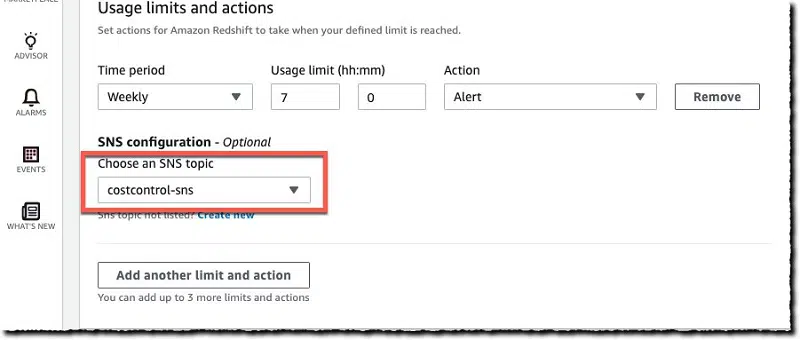 MARKETPLACE
Usage limits and actions
Set actions for Amazon Redshift to take when your defined limit is reached.
ADVISOR
Time period
Usage limit (hh:mm)
Action
Weekly
7
0
Alert
Remove
ALARMS
SNS configuration - Optional
Choose an SNS topic
EVENTS
costcontrol-sns
Sns topic not listed? Create new
WHAT'S NEW
Add another limit and action
You can add up to 3 more limits and actions